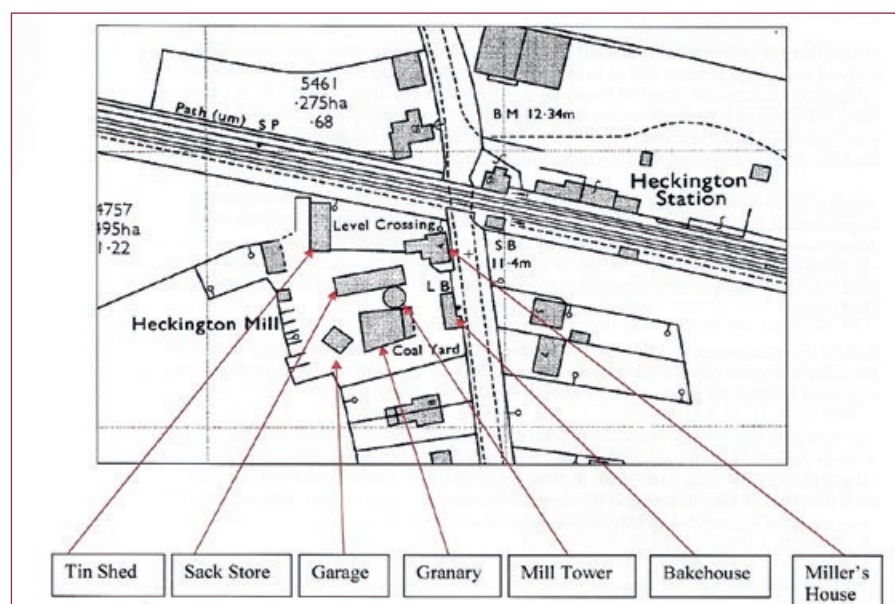 5461
·275ha
·68
Path (um)
S P
B M 12·34m
Heckington
Station
4757
495ha
1·22
Level Crossing
S B
11·4m
L B
Heckington Mill
Coal Yard
Tin Shed
Sack Store
Garage
Granary
Mill Tower
Bakehouse
Miller's
House